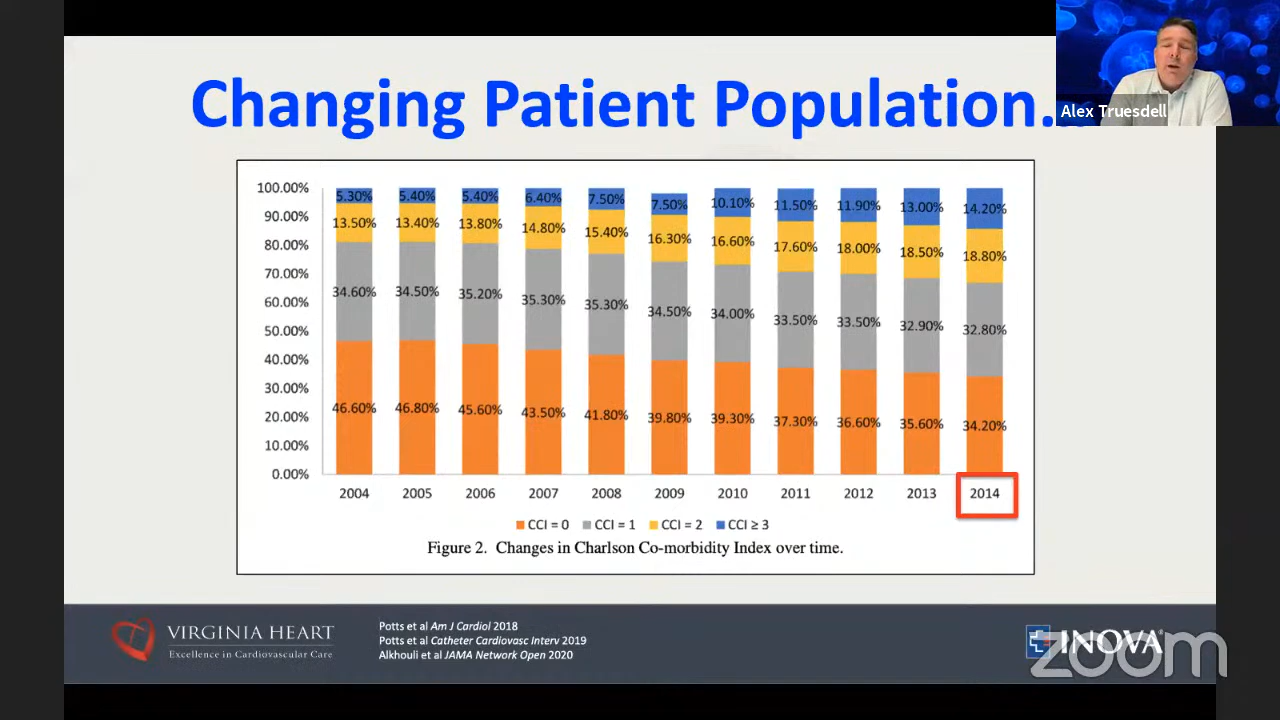 Changing Patient Population...
Alex Truesdell
100.00%
90.00%
80.00%
70.00%
60.00%
50.00%
40.00%
30.00%
20.00%
10.00%
0.00%
5.30% 5.40% 5.40% 6.40% 7.50% 7.50% 10.10% 11.50% 11.90% 13.00% 14.20%
13.50% 13.40% 13.80% 14.80% 15.40% 16.30% 16.60% 17.60% 18.00% 18.50% 18.80%
34.60% 34.50% 35.20% 35.30% 35.30% 34.50% 34.00% 33.50% 33.50% 32.90% 32.80%
46.60% 46.80% 45.60% 43.50% 41.80% 39.80% 39.30% 37.30% 36.60% 35.60% 34.20%
2004 2005 2006 2007 2008 2009 2010 2011 2012 2013 2014
CCI = 0 CCI = 1 CCI = 2 CCI ≥ 3
Figure 2. Changes in Charlson Co-morbidity Index over time.
VIRGINIA HEART
Excellence in Cardiovascular Care
Potts et al Am J Cardiol 2018
Potts et al Catheter Cardiovasc Interv 2019
Alkhouli et al JAMA Network Open 2020
INOVA
zoom